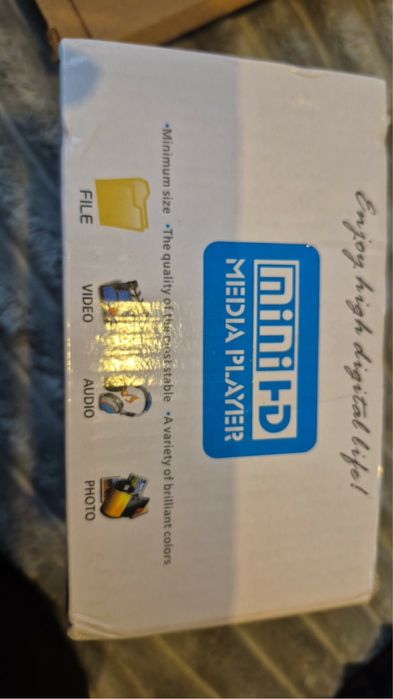 Enjoy high digital life!
mini HD
MEDIA PLAYER
•Minimum size •The quality of the most stable •A variety of brilliant colors
FILE VIDEO AUDIO PHOTO